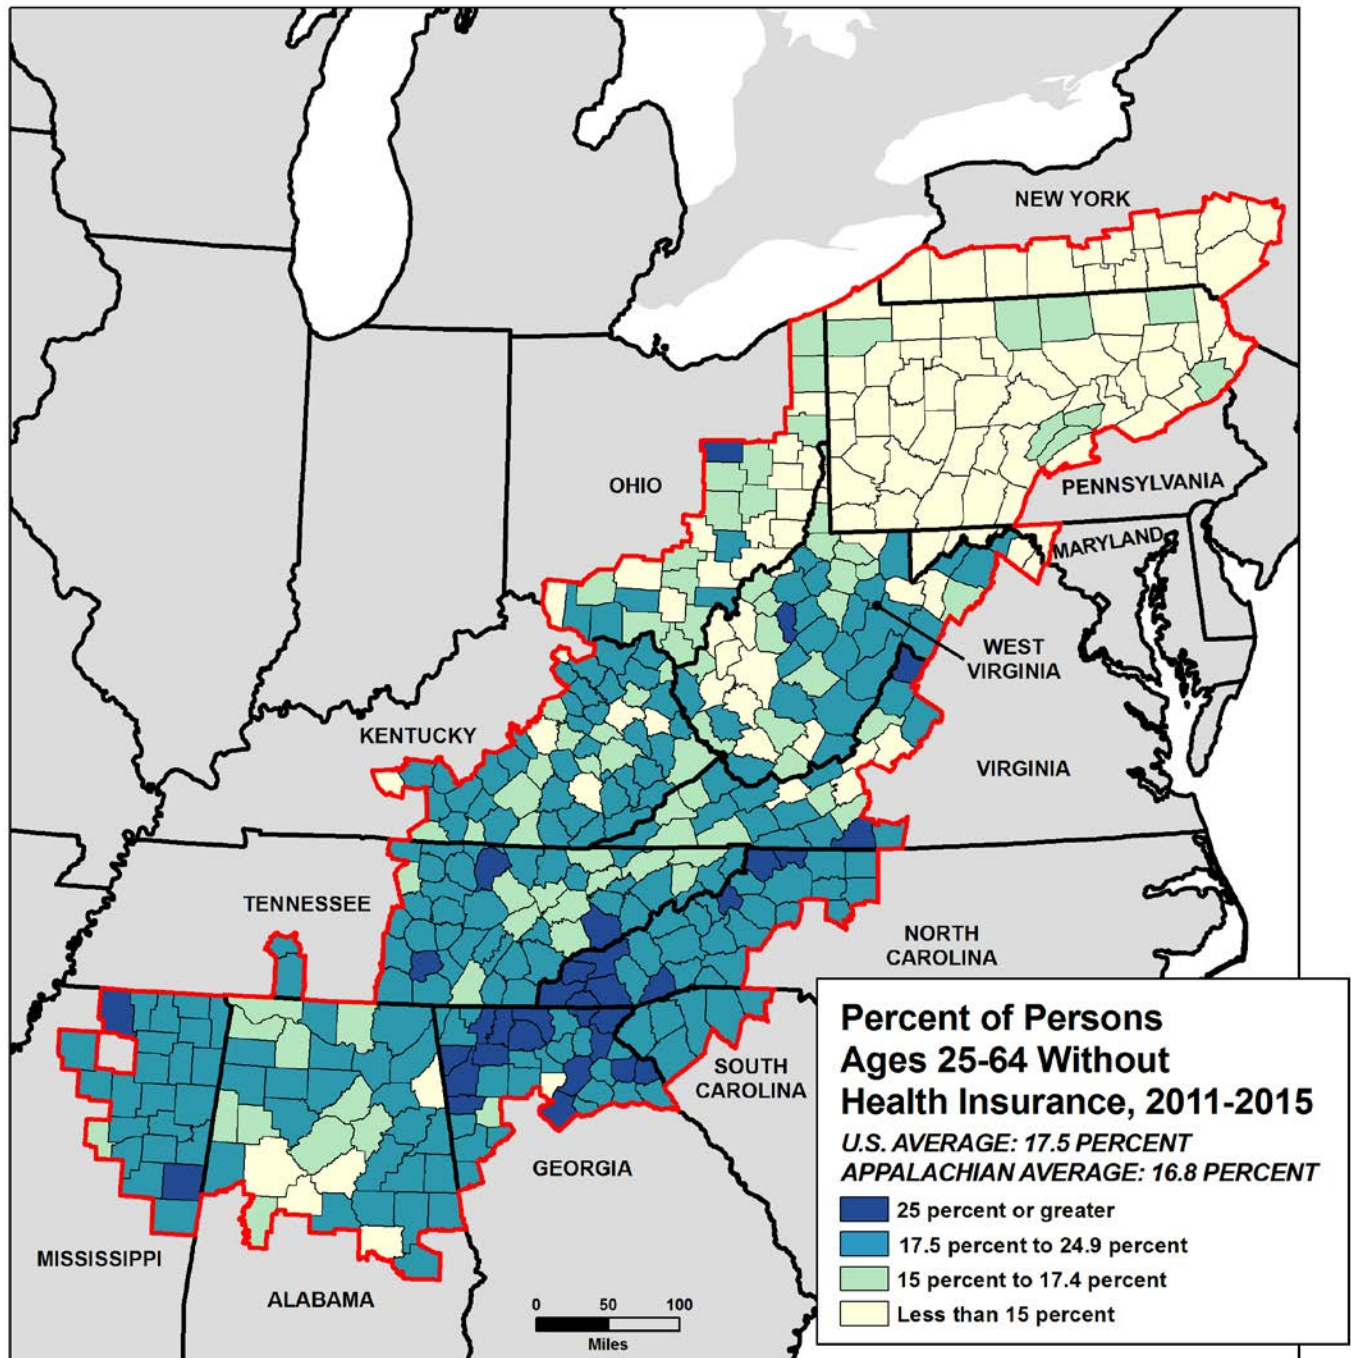 NEW YORK
OHIO
PENNSYLVANIA
MARYLAND
WEST
VIRGINIA
KENTUCKY
VIRGINIA
TENNESSEE
NORTH
CAROLINA
SOUTH
CAROLINA
GEORGIA
MISSISSIPPI
ALABAMA
0 50 100
Miles
Percent of Persons
Ages 25-64 Without
Health Insurance, 2011-2015
U.S. AVERAGE: 17.5 PERCENT
APPALACHIAN AVERAGE: 16.8 PERCENT
25 percent or greater
17.5 percent to 24.9 percent
15 percent to 17.4 percent
Less than 15 percent